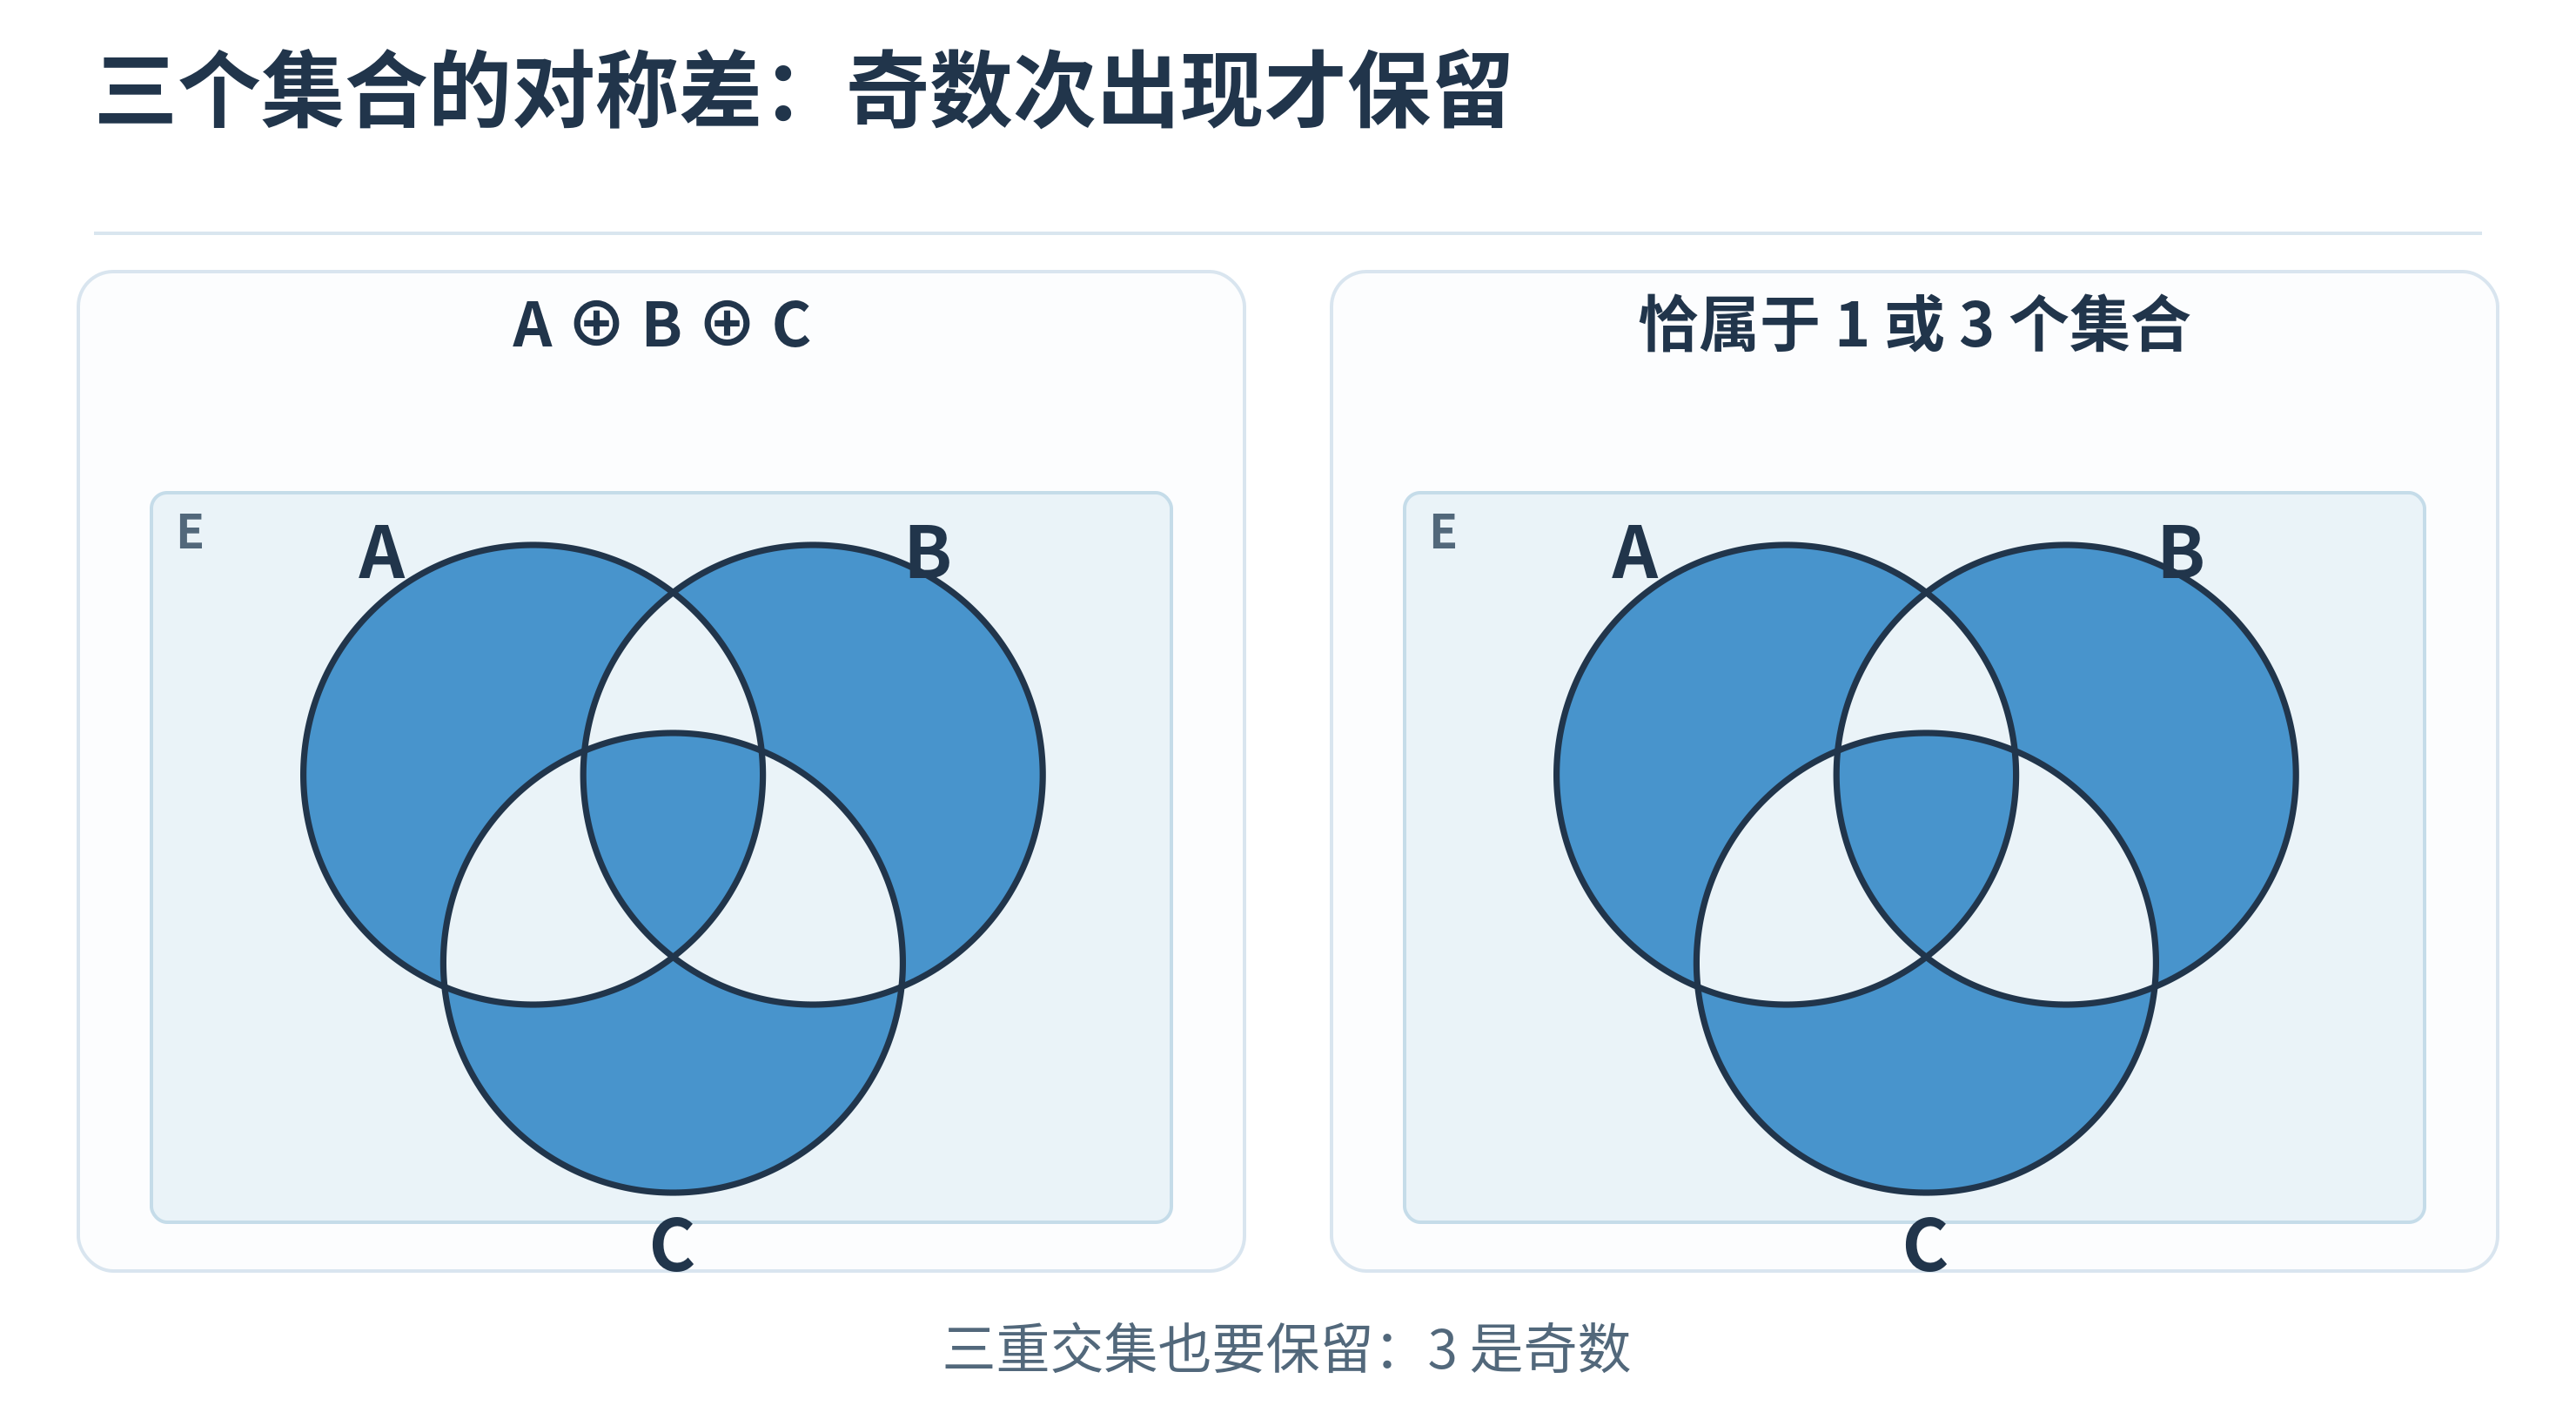 三个集合的对称差：奇数次出现才保留
A ⊕ B ⊕ C
E
A
B
C
恰属于 1 或 3 个集合
E
A
B
C
三重交集也要保留：3 是奇数